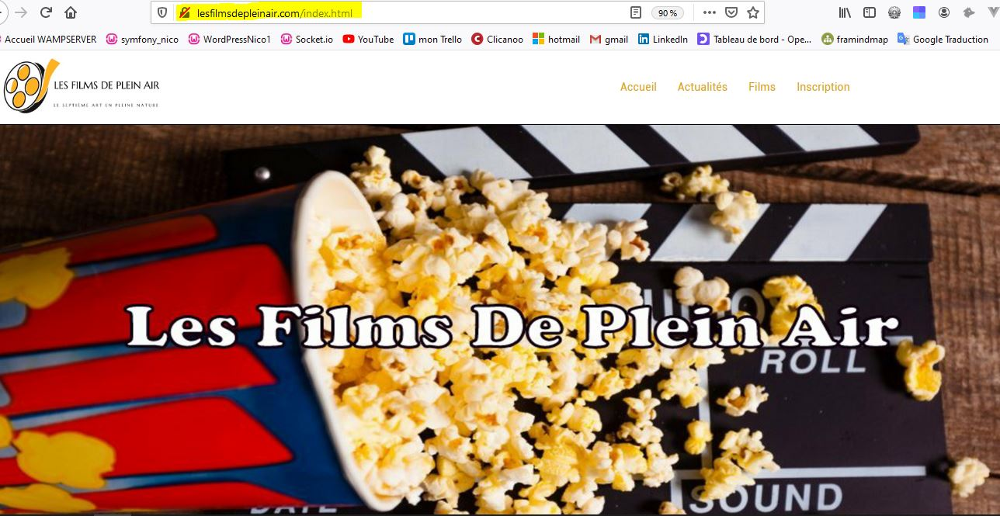 lesfilmsdepleinair.com/index.html
90 %
Accueil WAMPSERVER symfony_nico WordPressNico1 Socket.io YouTube mon Trello Clicanoo hotmail gmail LinkedIn Tableau de bord - Ope... framindmap Google Traduction
LES FILMS DE PLEIN AIR
LE SEPTIÈME ART EN PLEINE NATURE
Accueil Actualités Films Inscription
Les Films De Plein Air
ROLL
SOUND
DATE